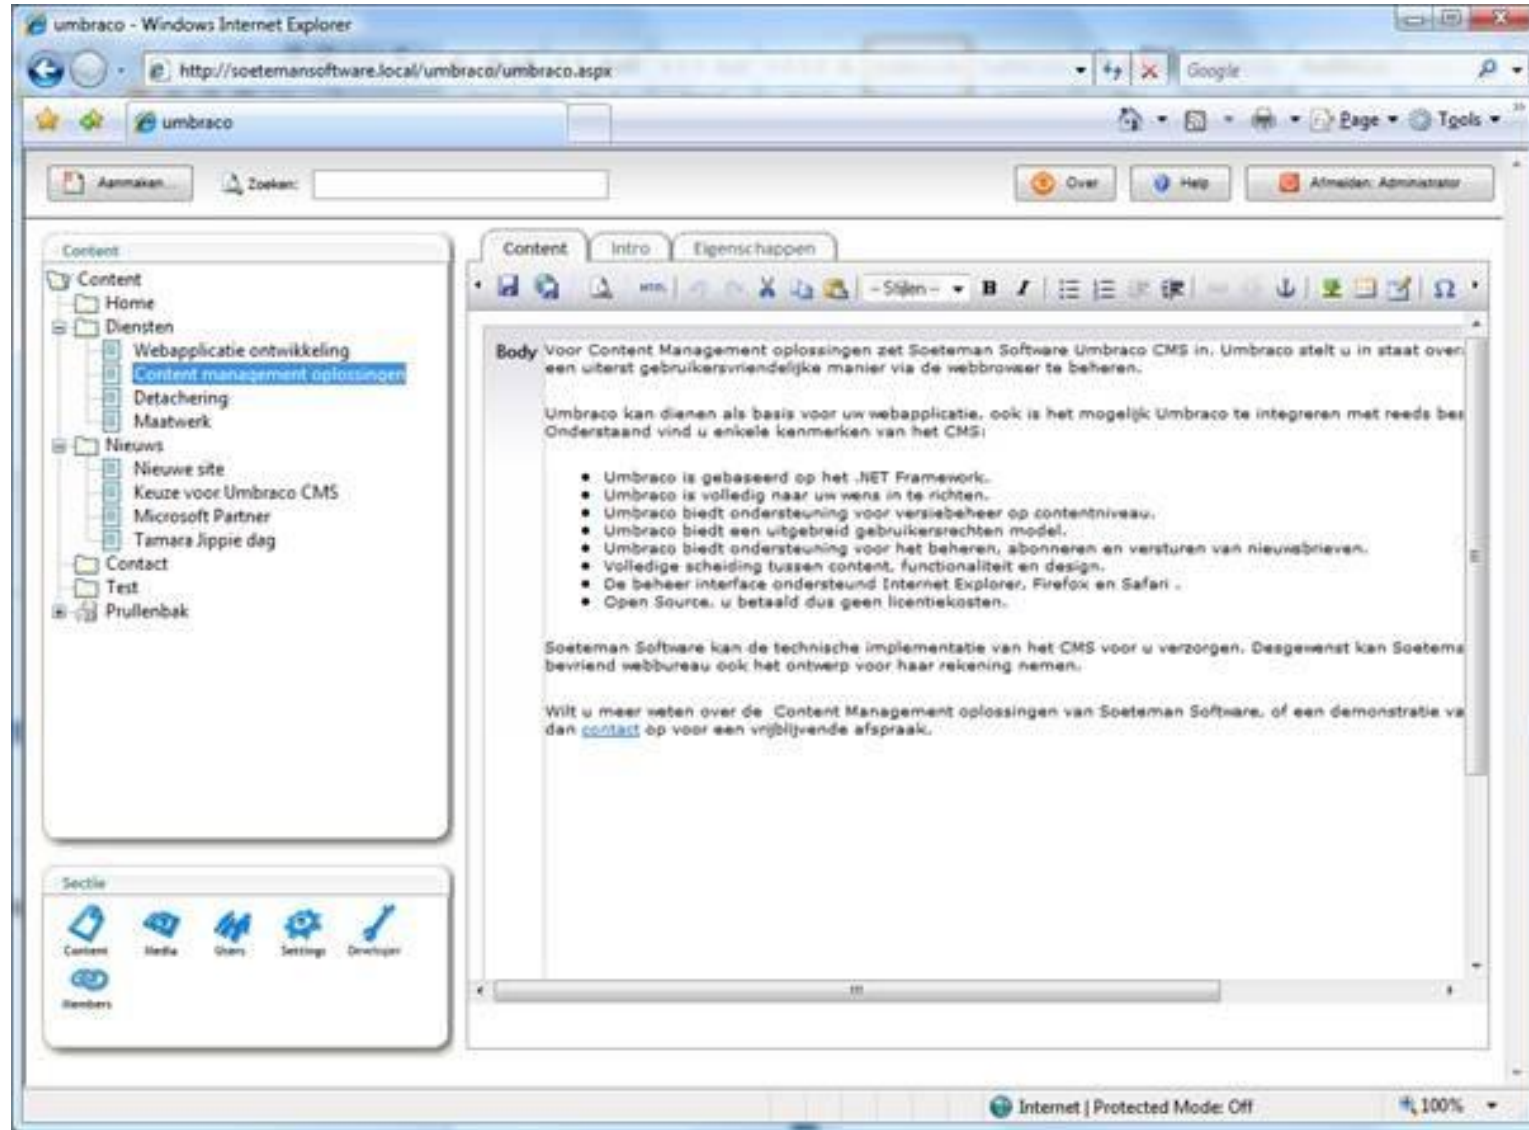 umbraco - Windows Internet Explorer
http://soetemansoftware.local/umbraco/umbraco.aspx
Google
umbraco
Page
Tools
Aanmaken...
Zoeken:
Over
Help
Afmelden: Administrator
Content
Content
Home
Diensten
Webapplicatie ontwikkeling
Content management oplossingen
Detachering
Maatwerk
Nieuws
Nieuwe site
Keuze voor Umbraco CMS
Microsoft Partner
Tamara Jippie dag
Contact
Test
Prullenbak
Sectie
Content
Media
Users
Settings
Developer
Members
Content
Intro
Eigenschappen
HTML
-- Stijlen --
B I
Ω
Body
Voor Content Management oplossingen zet Soeteman Software Umbraco CMS in. Umbraco stelt u in staat over
een uiterst gebruikersvriendelijke manier via de webbrowser te beheren.
Umbraco kan dienen als basis voor uw webapplicatie, ook is het mogelijk Umbraco te integreren met reeds bes
Onderstaand vind u enkele kenmerken van het CMS:
• Umbraco is gebaseerd op het .NET Framework.
• Umbraco is volledig naar uw wens in te richten.
• Umbraco biedt ondersteuning voor versiebeheer op contentniveau.
• Umbraco biedt een uitgebreid gebruikersrechten model.
• Umbraco biedt ondersteuning voor het beheren, abonneren en versturen van nieuwsbrieven.
• Volledige scheiding tussen content, functionaliteit en design.
• De beheer interface ondersteund Internet Explorer, Firefox en Safari .
• Open Source, u betaald dus geen licentiekosten.
Soeteman Software kan de technische implementatie van het CMS voor u verzorgen. Desgewenst kan Soetema
bevriend webbureau ook het ontwerp voor haar rekening nemen.
Wilt u meer weten over de Content Management oplossingen van Soeteman Software, of een demonstratie va
dan contact op voor een vrijblijvende afspraak.
Internet | Protected Mode: Off
100%